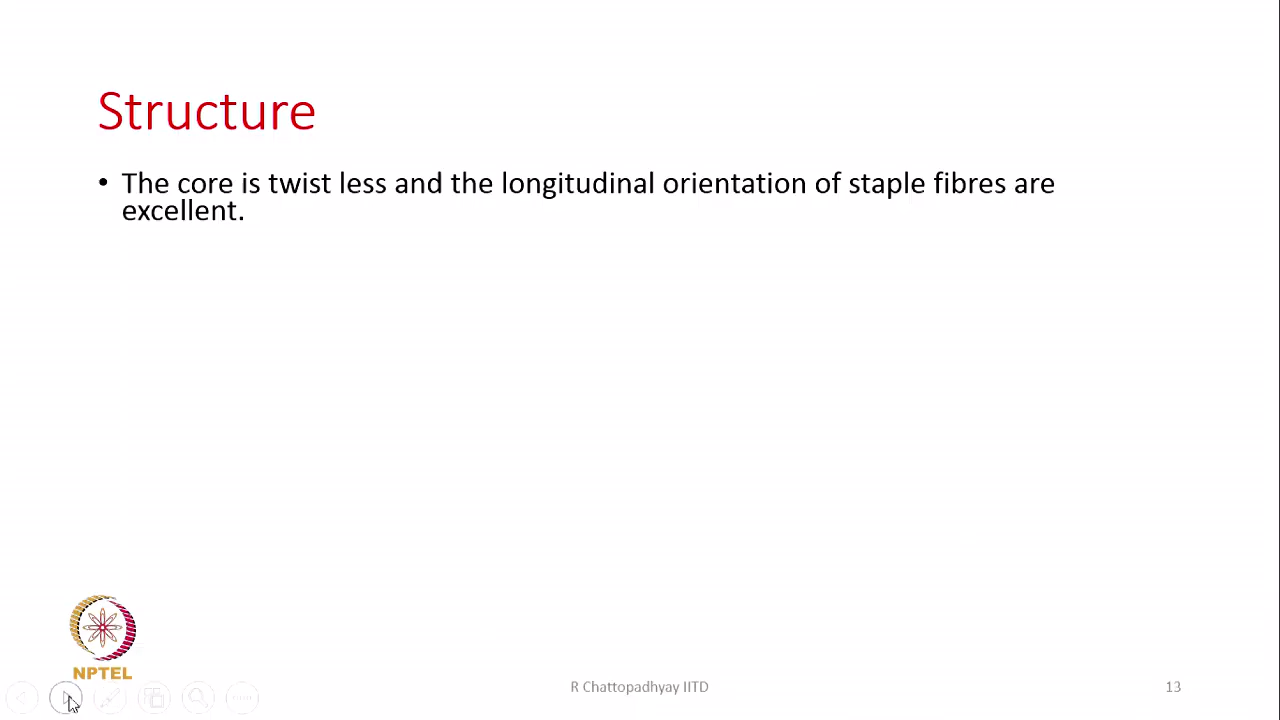 Structure
• The core is twist less and the longitudinal orientation of staple fibres are
excellent.
NPTEL
R Chattopadhyay IITD
13